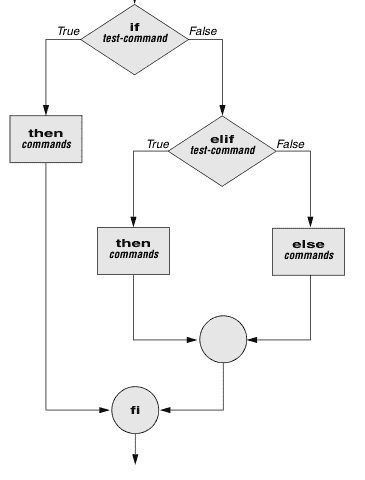 if
True
False
test-command
then
commands
elif
True
False
test-command
then
commands
else
commands
fi